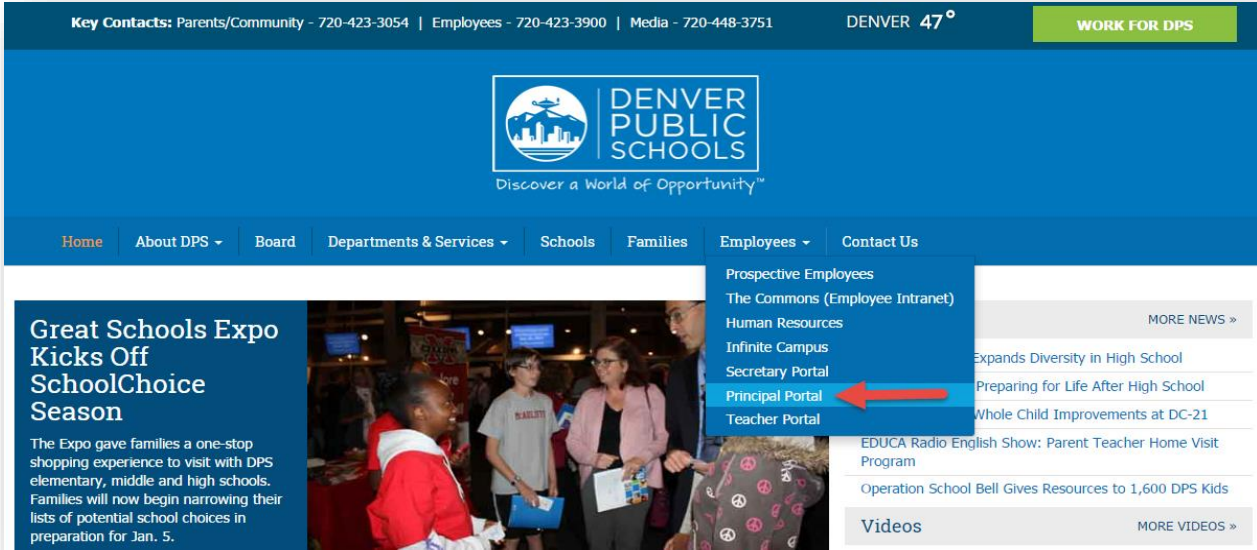 Key Contacts: Parents/Community - 720-423-3054 | Employees - 720-423-3900 | Media - 720-448-3751
DENVER 47°
WORK FOR DPS
DENVER
PUBLIC
SCHOOLS
Discover a World of Opportunity™
Home About DPS Board Departments & Services Schools Families Employees Contact Us
Prospective Employees
The Commons (Employee Intranet)
Human Resources
Infinite Campus
Secretary Portal
Principal Portal
Teacher Portal
Great Schools Expo
Kicks Off
SchoolChoice
Season
The Expo gave families a one-stop
shopping experience to visit with DPS
elementary, middle and high schools.
Families will now begin narrowing their
lists of potential school choices in
preparation for Jan. 5.
MORE NEWS »
Expands Diversity in High School
Preparing for Life After High School
Whole Child Improvements at DC-21
EDUCA Radio English Show: Parent Teacher Home Visit
Program
Operation School Bell Gives Resources to 1,600 DPS Kids
Videos
MORE VIDEOS »